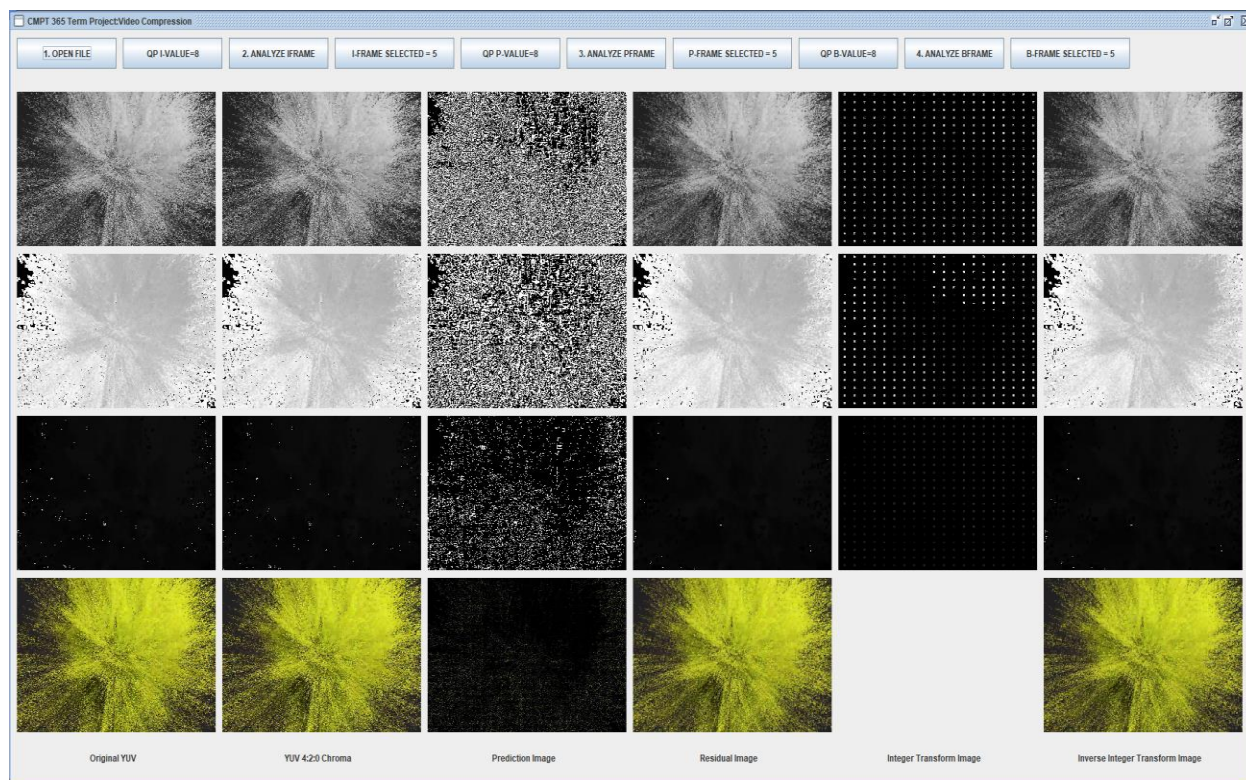 CMPT 365 Term Project:Video Compression
1. OPEN FILE
QP I-VALUE=8
2. ANALYZE IFRAME
I-FRAME SELECTED = 5
QP P-VALUE=8
3. ANALYZE PFRAME
P-FRAME SELECTED = 5
QP B-VALUE=8
4. ANALYZE BFRAME
B-FRAME SELECTED = 5
Original YUV
YUV 4:2:0 Chroma
Prediction Image
Residual Image
Integer Transform Image
Inverse Integer Transform Image